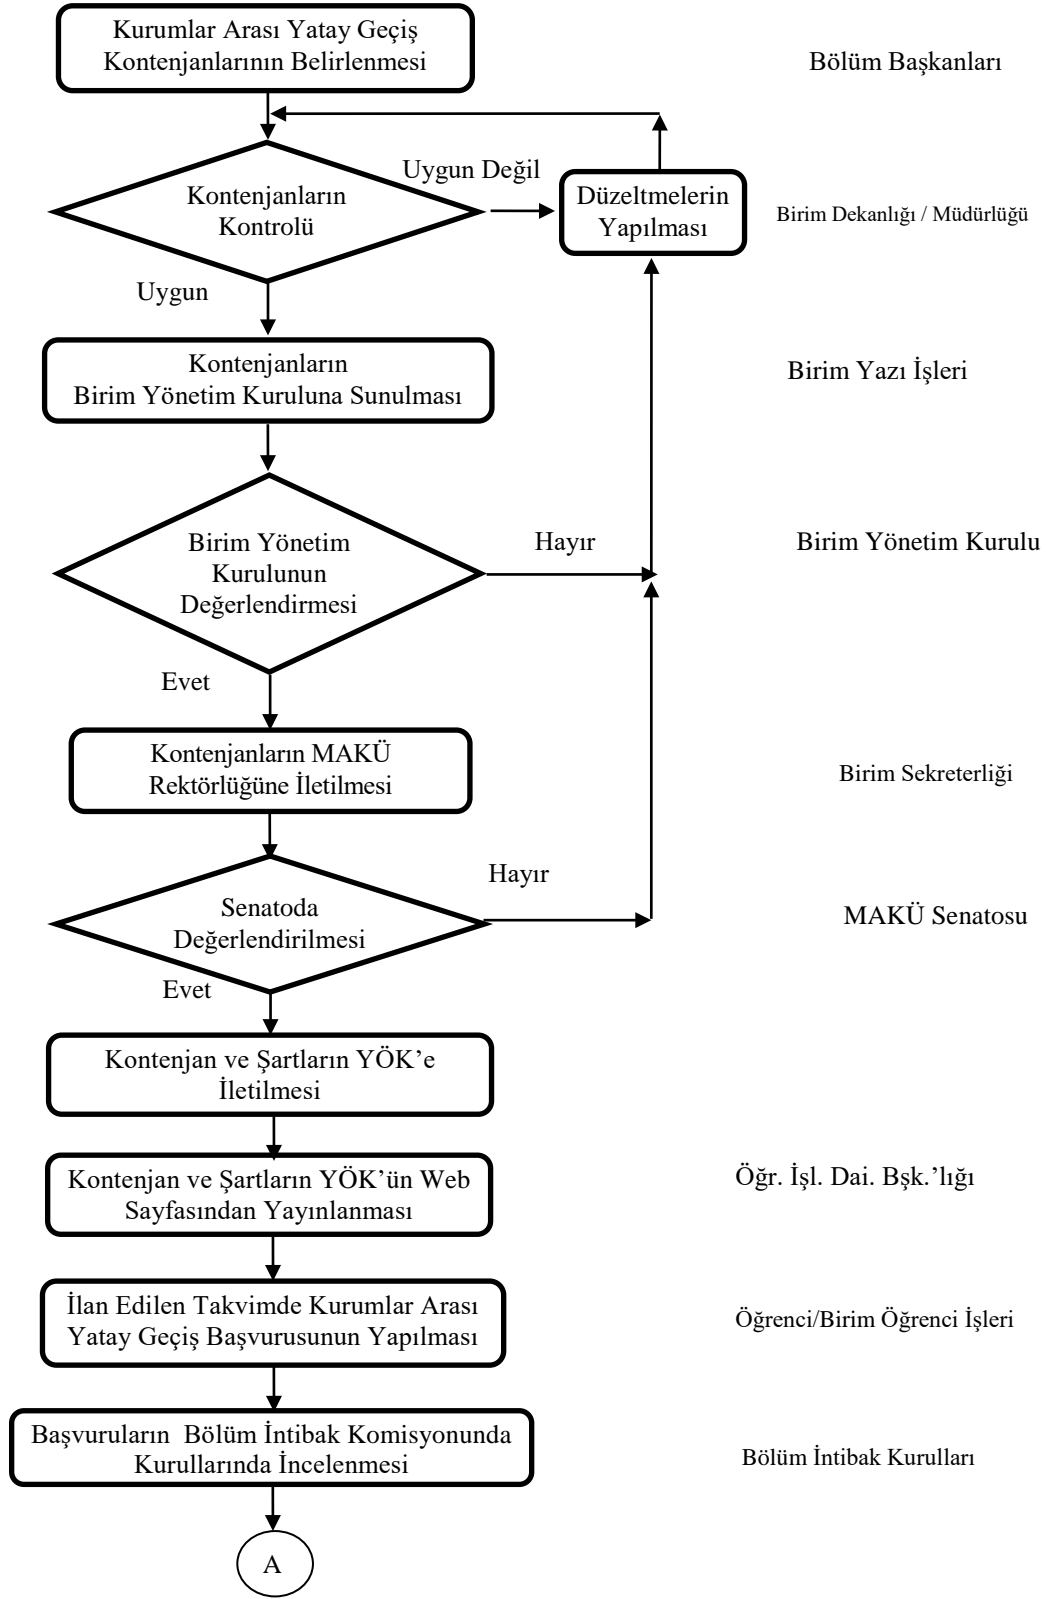 Kurumlar Arası Yatay Geçiş
Kontenjanlarının Belirlenmesi
Bölüm Başkanları
Uygun Değil
Kontenjanların
Kontrolü
Düzeltmelerin
Yapılması
Birim Dekanlığı / Müdürlüğü
Uygun
Kontenjanların
Birim Yönetim Kuruluna Sunulması
Birim Yazı İşleri
Birim Yönetim
Kurulunun
Değerlendirmesi
Hayır
Birim Yönetim Kurulu
Evet
Kontenjanların MAKÜ
Rektörlüğüne İletilmesi
Birim Sekreterliği
Hayır
Senatoda
Değerlendirilmesi
MAKÜ Senatosu
Evet
Kontenjan ve Şartların YÖK’e
İletilmesi
Kontenjan ve Şartların YÖK’ün Web
Sayfasından Yayınlanması
Öğr. İşl. Dai. Bşk.’lığı
İlan Edilen Takvimde Kurumlar Arası
Yatay Geçiş Başvurusunun Yapılması
Öğrenci/Birim Öğrenci İşleri
Başvuruların  Bölüm İntibak Komisyonunda
Kurullarında İncelenmesi
Bölüm İntibak Kurulları
A